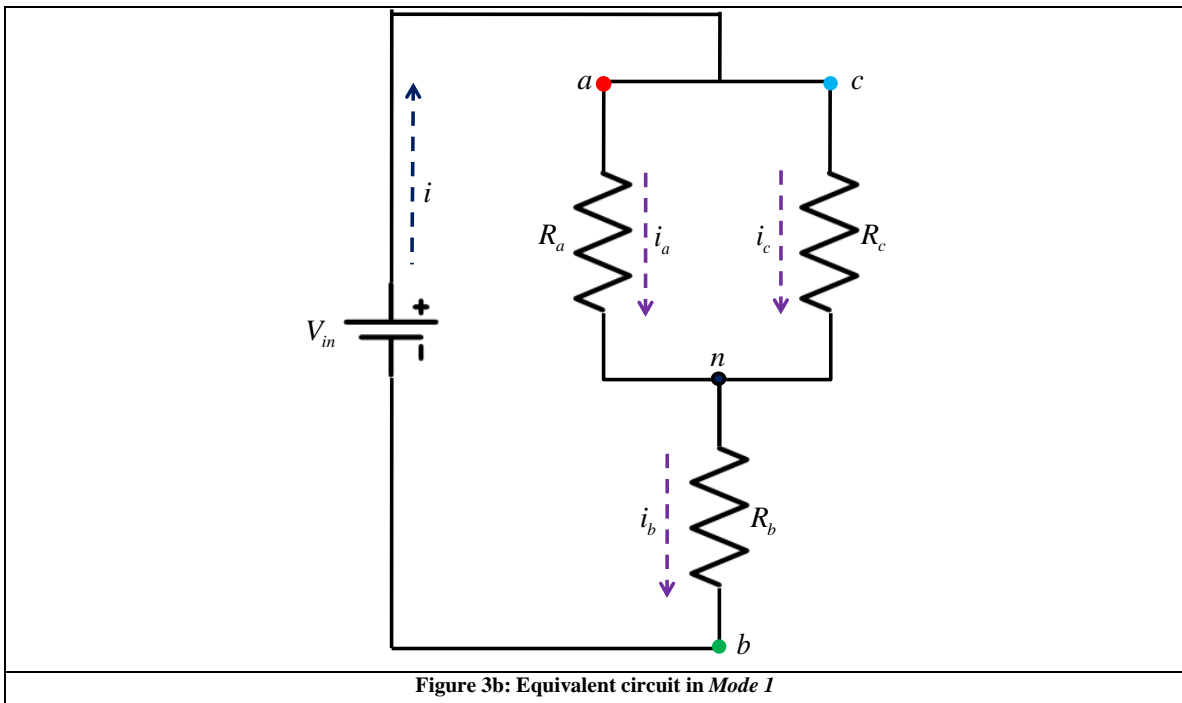 a
c
i
R_a
i_a
i_c
R_c
+
V_in
-
n
i_b
R_b
b
Figure 3b: Equivalent circuit in Mode 1